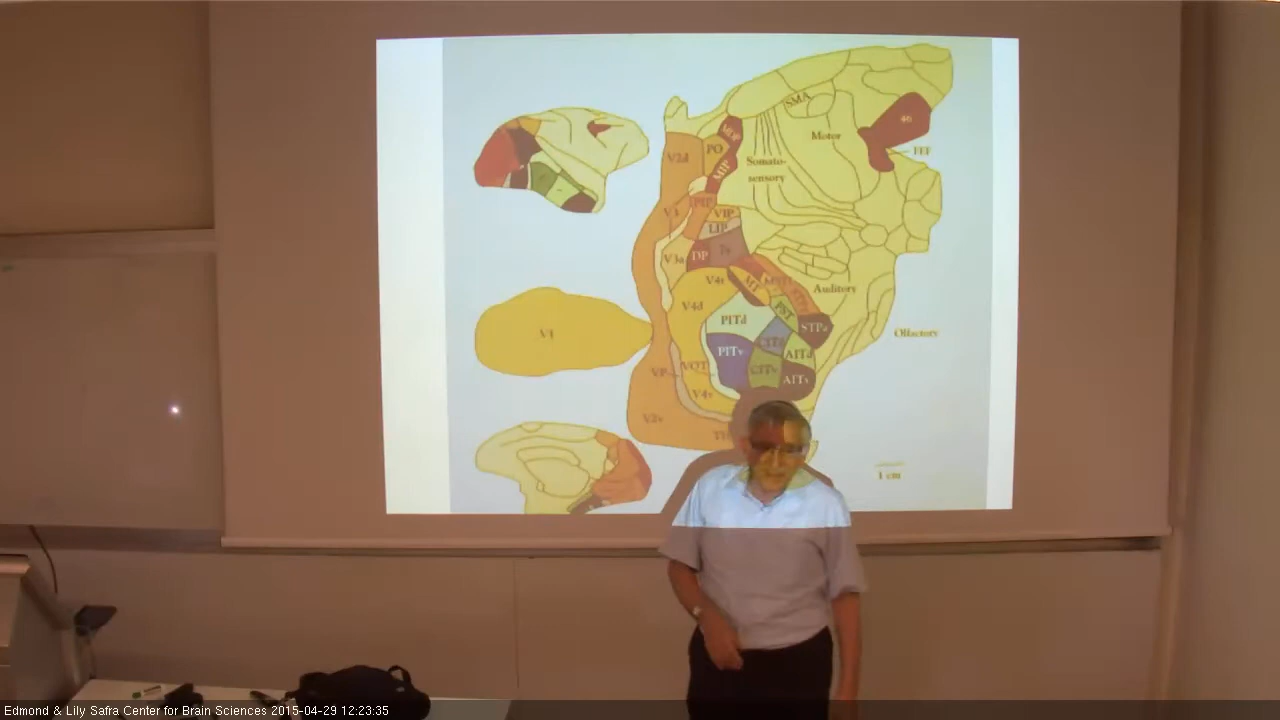 SMA
Motor
46
FEF
MDP
PO
V2d
MIP
Somato-
sensory
PIP
V3
VIP
LIP
7a
DP
V3a
V4t
MT
Auditory
V4d
FST
PITd
STPa
Olfactory
V1
CITd
PITv
AITd
VOT
CITv
VP
AITv
V4v
V2v
1 cm
Edmond & Lily Safra Center for Brain Sciences 2015-04-29 12:23:35